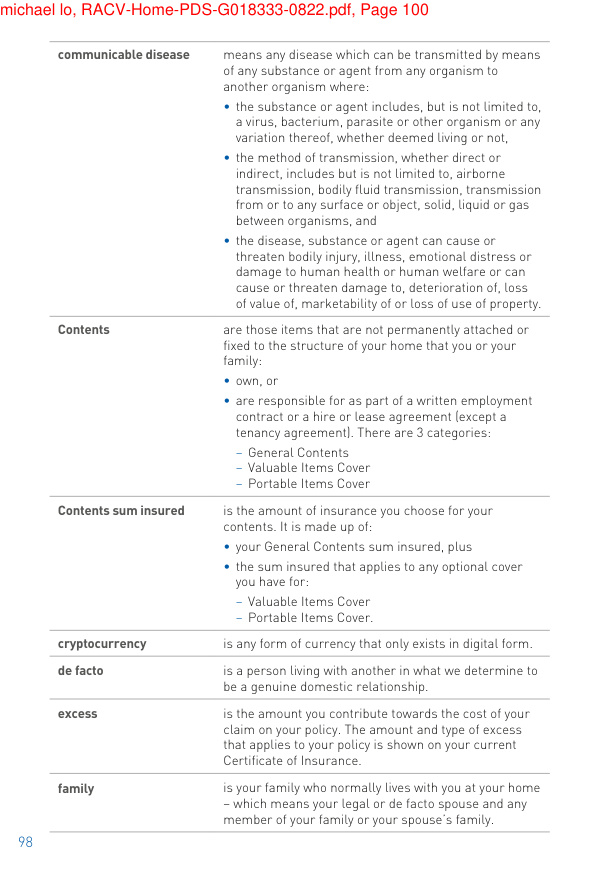 michael lo, RACV-Home-PDS-G018333-0822.pdf, Page 100
communicable disease
means any disease which can be transmitted by means
of any substance or agent from any organism to
another organism where:
• the substance or agent includes, but is not limited to,
a virus, bacterium, parasite or other organism or any
variation thereof, whether deemed living or not,
• the method of transmission, whether direct or
indirect, includes but is not limited to, airborne
transmission, bodily fluid transmission, transmission
from or to any surface or object, solid, liquid or gas
between organisms, and
• the disease, substance or agent can cause or
threaten bodily injury, illness, emotional distress or
damage to human health or human welfare or can
cause or threaten damage to, deterioration of, loss
of value of, marketability of or loss of use of property.
Contents
are those items that are not permanently attached or
fixed to the structure of your home that you or your
family:
• own, or
• are responsible for as part of a written employment
contract or a hire or lease agreement (except a
tenancy agreement). There are 3 categories:
– General Contents
– Valuable Items Cover
– Portable Items Cover
Contents sum insured
is the amount of insurance you choose for your
contents. It is made up of:
• your General Contents sum insured, plus
• the sum insured that applies to any optional cover
you have for:
– Valuable Items Cover
– Portable Items Cover.
cryptocurrency
is any form of currency that only exists in digital form.
de facto
is a person living with another in what we determine to
be a genuine domestic relationship.
excess
is the amount you contribute towards the cost of your
claim on your policy. The amount and type of excess
that applies to your policy is shown on your current
Certificate of Insurance.
family
is your family who normally lives with you at your home
– which means your legal or de facto spouse and any
member of your family or your spouse's family.
98